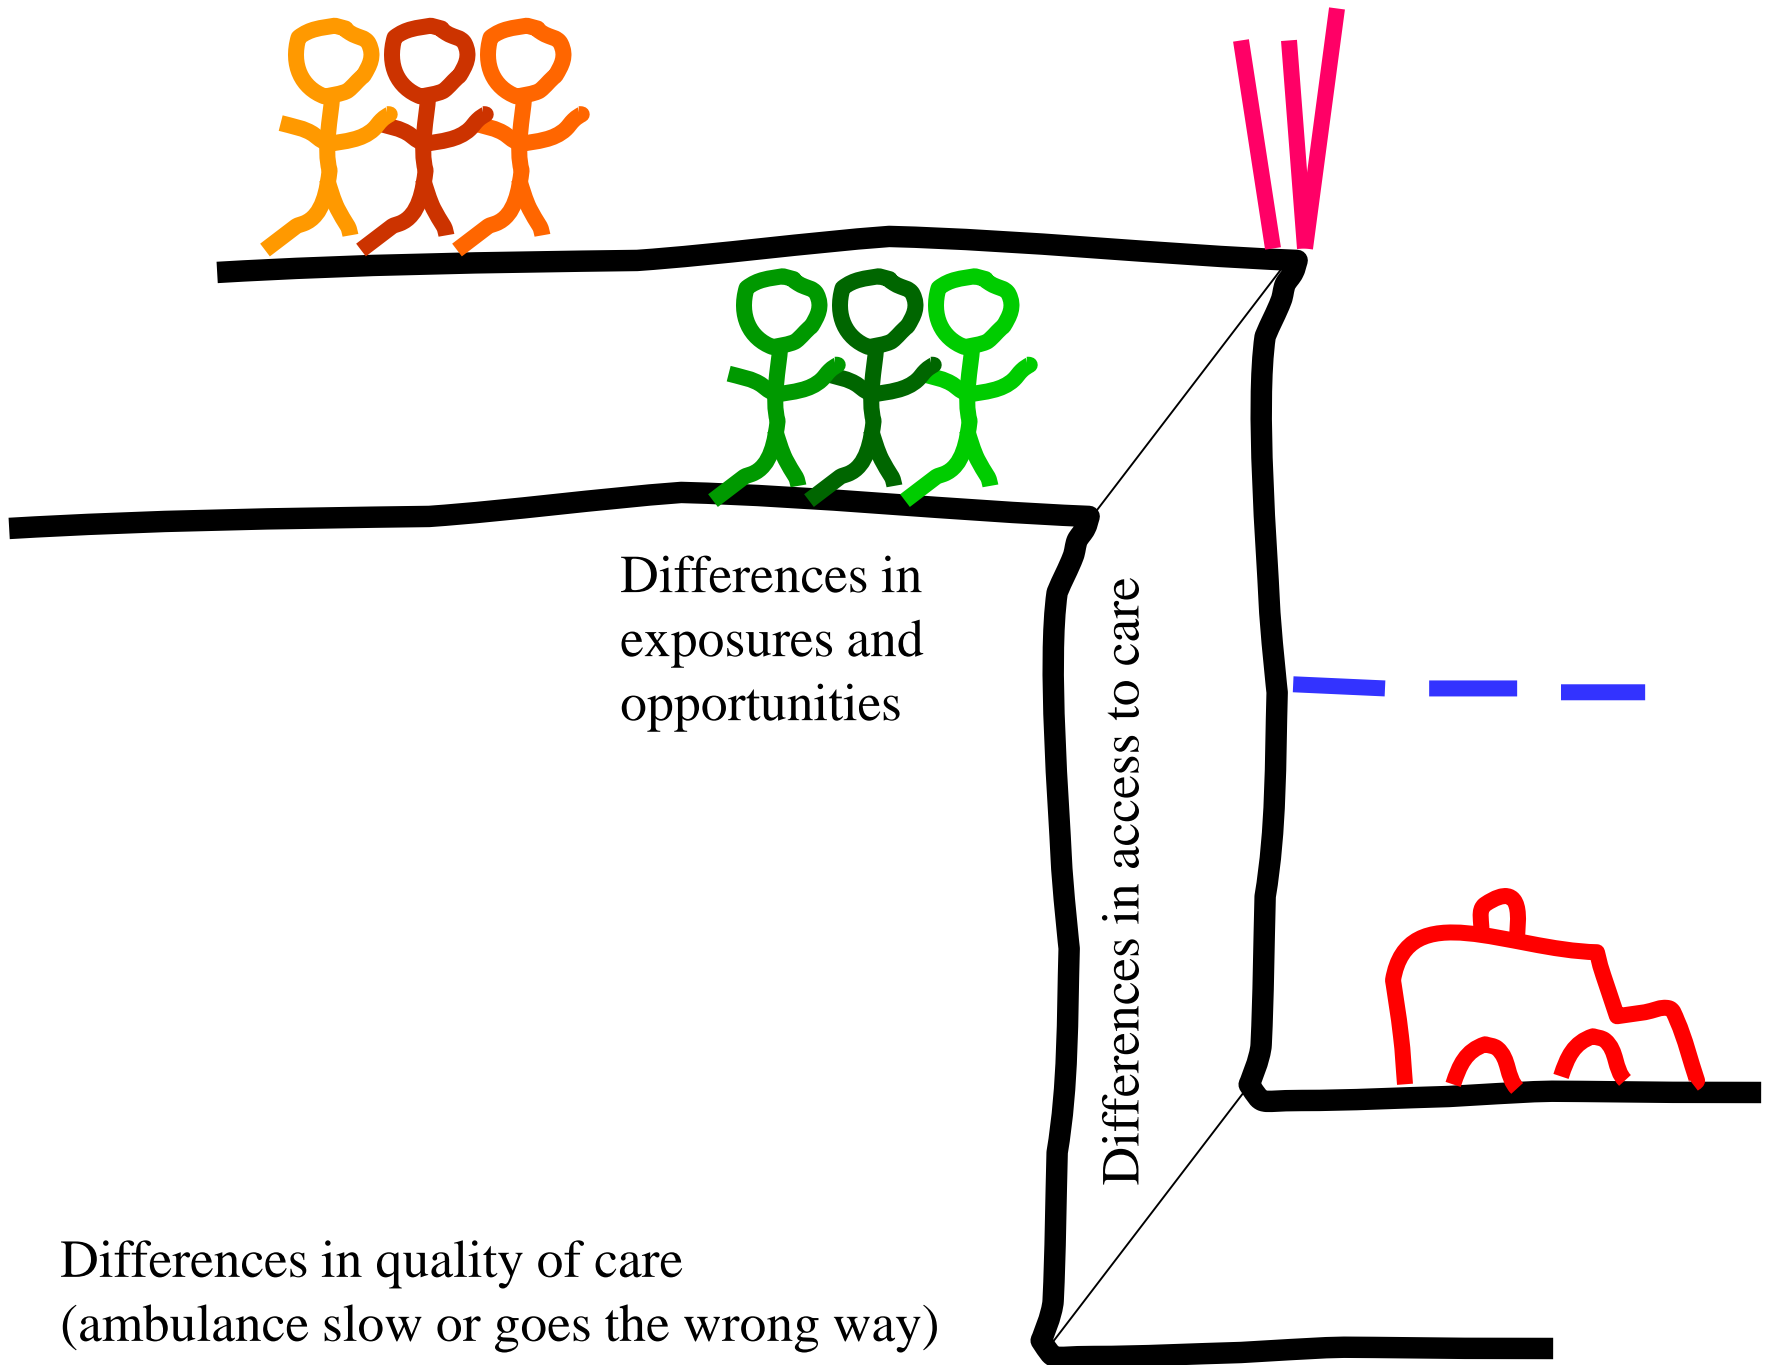 Differences in
exposures and
opportunities
Differences in access to care
Differences in quality of care
(ambulance slow or goes the wrong way)